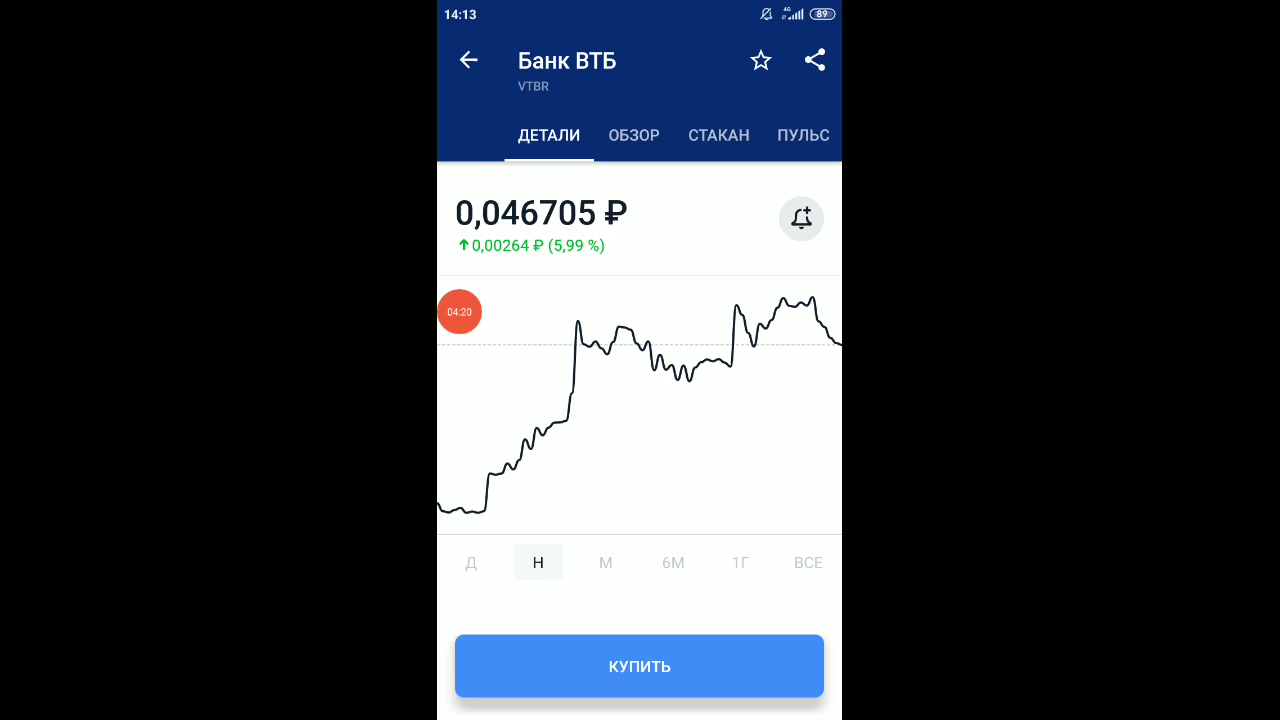 14:13 4G 89
Банк ВТБ
VTBR
ДЕТАЛИ ОБЗОР СТАКАН ПУЛЬС
0,046705 ₽
0,00264 ₽ (5,99 %)
04:20
Д Н М 6М 1Г ВСЕ
КУПИТЬ